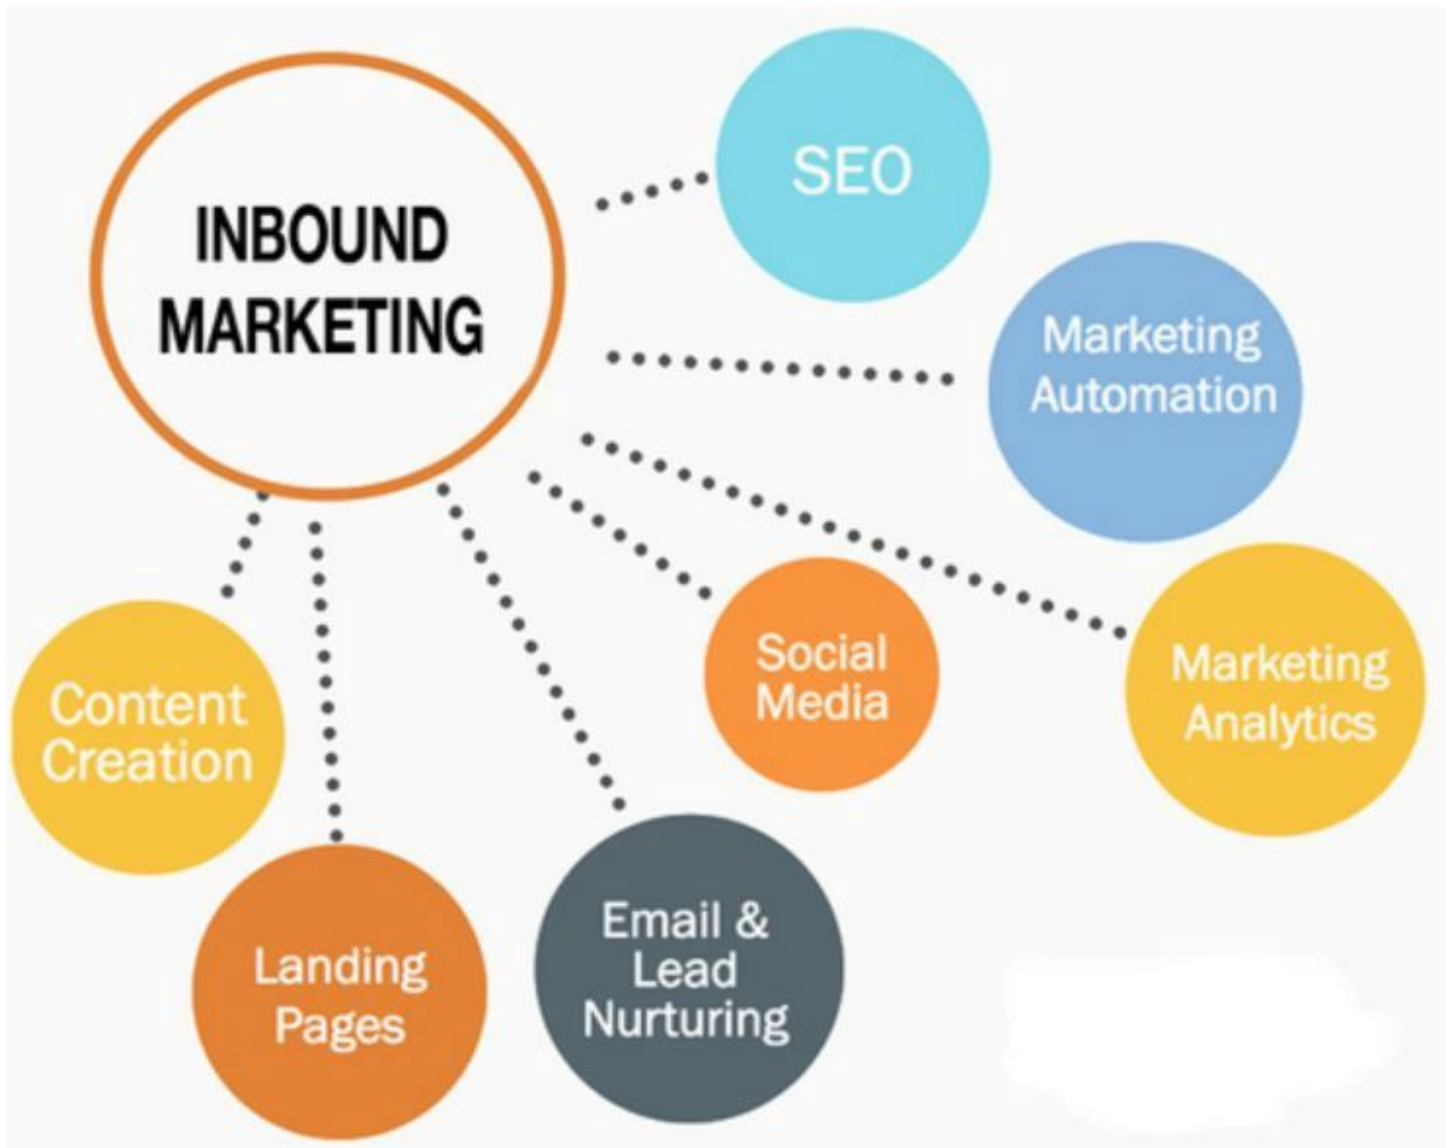 INBOUND
MARKETING
SEO
Marketing
Automation
Social
Media
Marketing
Analytics
Content
Creation
Landing
Pages
Email &
Lead
Nurturing